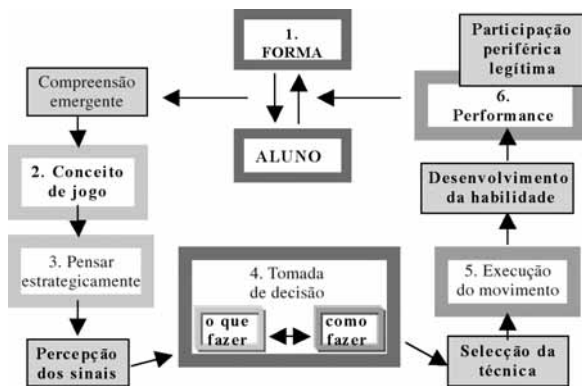 1.
FORMA
ALUNO
Compreensão
emergente
2. Conceito
de jogo
3. Pensar
estrategicamente
Percepção
dos sinais
4. Tomada
de decisão
o que
fazer
como
fazer
Selecção da
técnica
5. Execução
do movimento
Desenvolvimento
da habilidade
6.
Performance
Participação
periférica
legítima